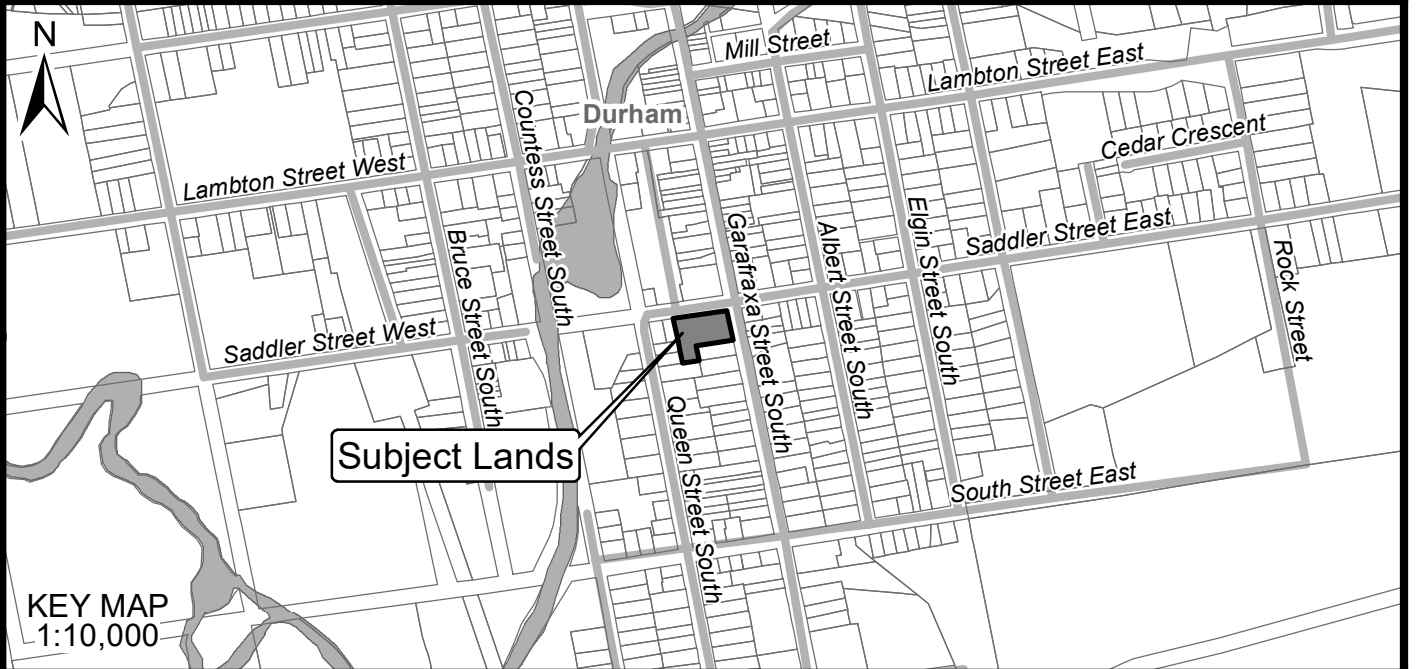 N
Mill Street
Lambton Street East
Durham
Countess Street South
Cedar Crescent
Lambton Street West
Garafraxa Street South
Albert Street South
Elgin Street South
Saddler Street East
Bruce Street South
Rock Street
Saddler Street West
Queen Street South
Subject Lands
South Street East
KEY MAP
1:10,000